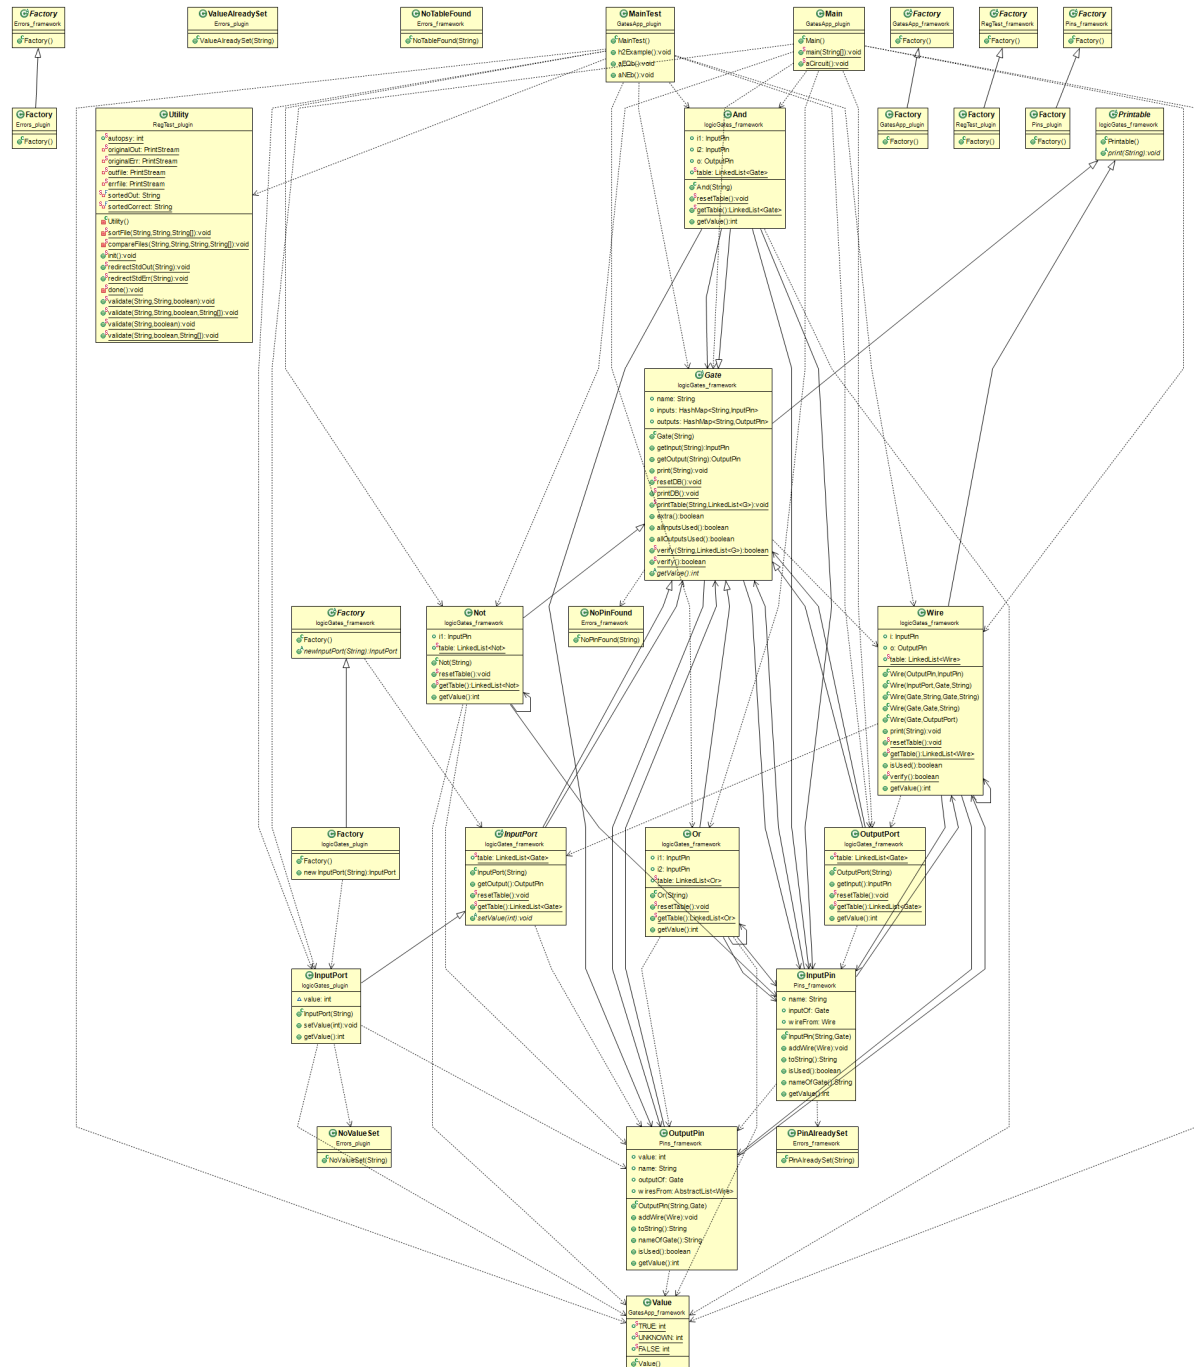 Factory
Errors_framework
Factory()
ValueAlreadySet
Errors_plugin
ValueAlreadySet(String)
NoTableFound
Errors_framework
NoTableFound(String)
MainTest
GatesApp_plugin
MainTest()
h2Example():void
aEQb():void
aNEb():void
Main
GatesApp_plugin
Main()
main(String[]):void
aCircuit():void
Factory
GatesApp_framework
Factory()
Factory
RegTest_framework
Factory()
Factory
Pins_framework
Factory()
Factory
Errors_plugin
Factory()
Utility
RegTest_plugin
autopsy: int
originalOut: PrintStream
originalErr: PrintStream
outfile: PrintStream
errfile: PrintStream
sortedOut: String
sortedCorrect: String
Utility()
sortFile(String,String,String[]):void
compareFiles(String,String,String,String[]):void
init():void
redirectStdOut(String):void
redirectStdErr(String):void
done():void
validate(String,String,boolean):void
validate(String,String,boolean,String[]):void
validate(String,boolean):void
validate(String,boolean,String[]):void
And
logicGates_framework
i1: InputPin
i2: InputPin
o: OutputPin
table: LinkedList<Gate>
And(String)
resetTable():void
getTable():LinkedList<Gate>
getValue():int
Factory
GatesApp_plugin
Factory()
Factory
RegTest_plugin
Factory()
Factory
Pins_plugin
Factory()
Printable
logicGates_framework
Printable()
print(String):void
Gate
logicGates_framework
name: String
inputs: HashMap<String,InputPin>
outputs: HashMap<String,OutputPin>
Gate(String)
getInput(String):InputPin
getOutput(String):OutputPin
print(String):void
resetDB():void
printDB():void
printTable(String,LinkedList<G>):void
extra():boolean
allInputsUsed():boolean
allOutputsUsed():boolean
verify(String,LinkedList<G>):boolean
verify():boolean
getValue():int
Factory
logicGates_framework
Factory()
newInputPort(String):InputPort
Not
logicGates_framework
i1: InputPin
table: LinkedList<Not>
Not(String)
resetTable():void
getTable():LinkedList<Not>
getValue():int
NoPinFound
Errors_framework
NoPinFound(String)
Wire
logicGates_framework
i: InputPin
o: OutputPin
table: LinkedList<Wire>
Wire(OutputPin,InputPin)
Wire(InputPort,Gate,String)
Wire(Gate,String,Gate,String)
Wire(Gate,Gate,String)
Wire(Gate,OutputPort)
print(String):void
resetTable():void
getTable():LinkedList<Wire>
isUsed():boolean
verify():boolean
getValue():int
Factory
logicGates_plugin
Factory()
newInputPort(String):InputPort
InputPort
logicGates_framework
table: LinkedList<Gate>
InputPort(String)
getOutput():OutputPin
resetTable():void
getTable():LinkedList<Gate>
setValue(int):void
Or
logicGates_framework
i1: InputPin
i2: InputPin
table: LinkedList<Or>
Or(String)
resetTable():void
getTable():LinkedList<Or>
getValue():int
OutputPort
logicGates_framework
table: LinkedList<Gate>
OutputPort(String)
getInput():InputPin
resetTable():void
getTable():LinkedList<Gate>
getValue():int
InputPort
logicGates_plugin
value: int
InputPort(String)
setValue(int):void
getValue():int
InputPin
Pins_framework
name: String
inputOf: Gate
wireFrom: Wire
InputPin(String,Gate)
addWire(Wire):void
toString():String
isUsed():boolean
nameOfGate():String
getValue():int
NoValueSet
Errors_plugin
NoValueSet(String)
OutputPin
Pins_framework
value: int
name: String
outputOf: Gate
wiresFrom: AbstractList<Wire>
OutputPin(String,Gate)
addWire(Wire):void
toString():String
nameOfGate():String
isUsed():boolean
getValue():int
PinAlreadySet
Errors_framework
PinAlreadySet(String)
Value
GatesApp_framework
TRUE: int
UNKNOWN: int
FALSE: int
Value()